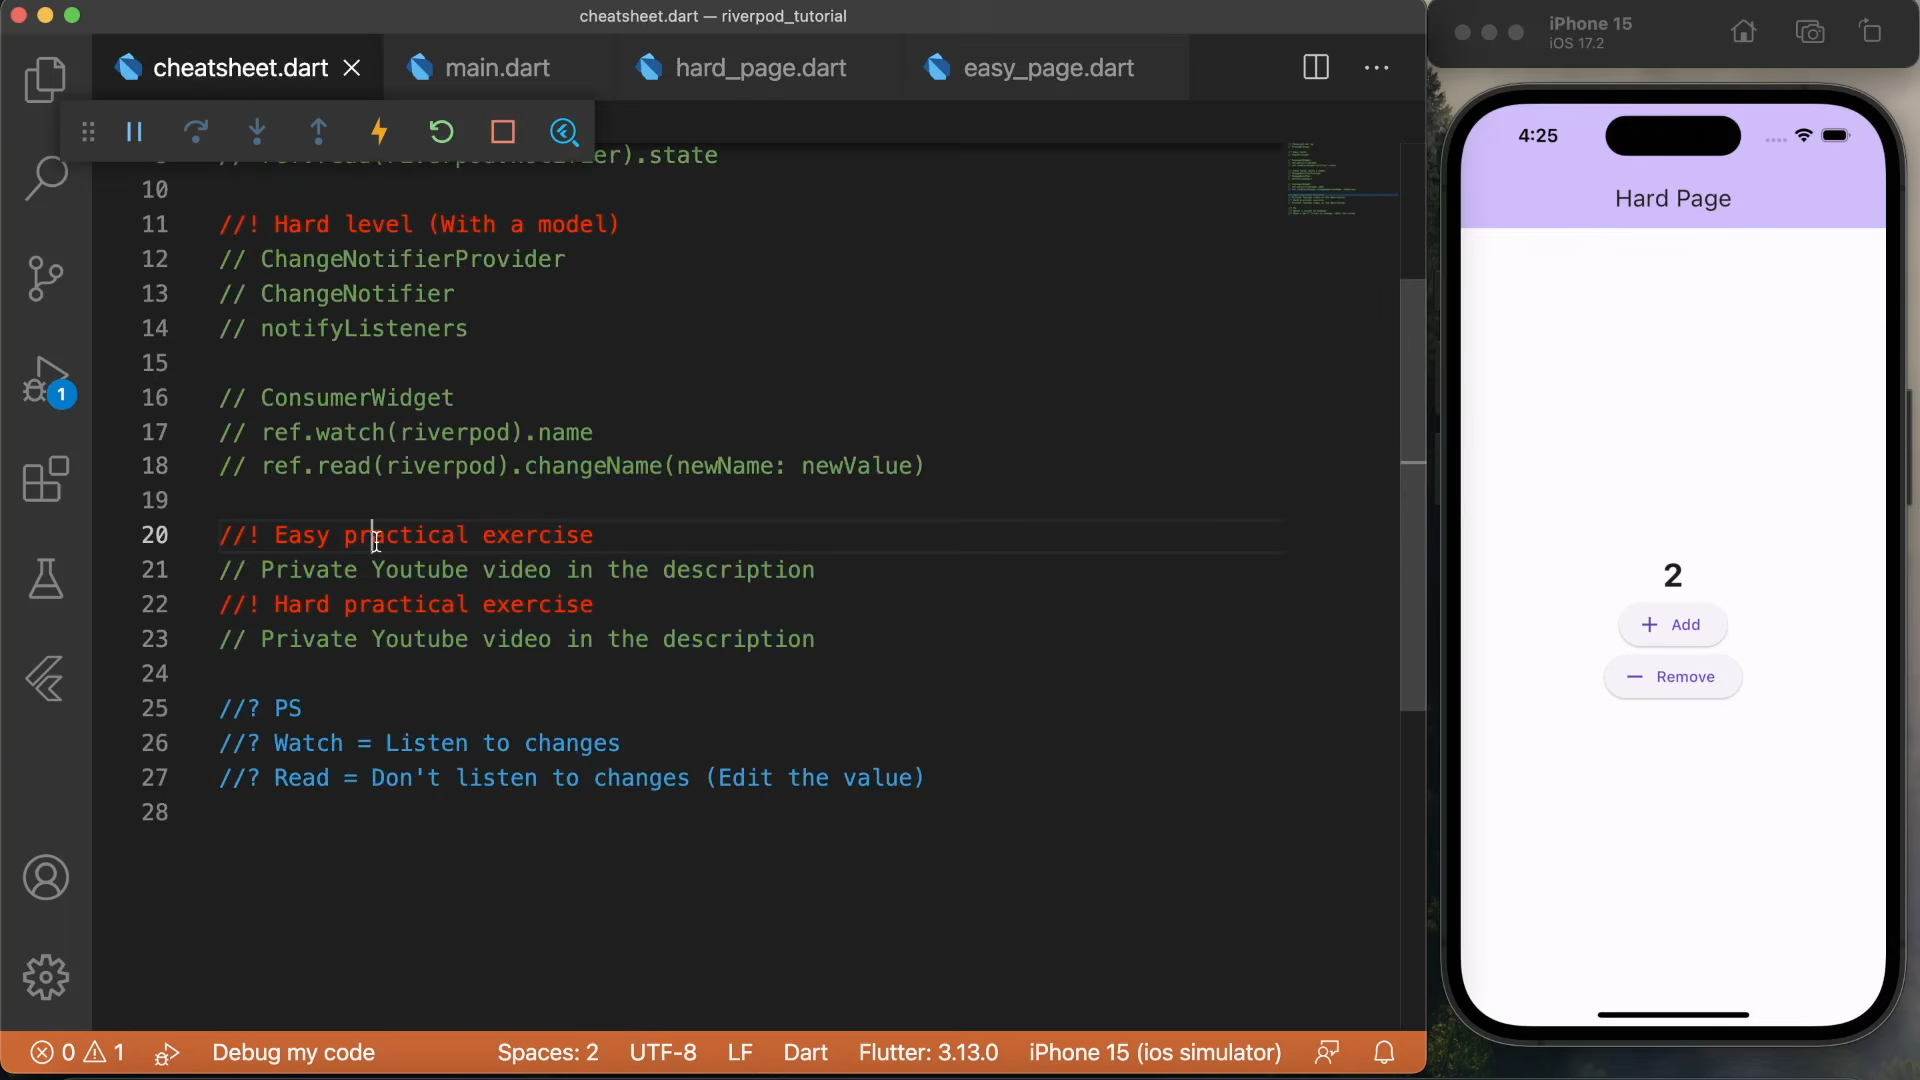 cheatsheet.dart — riverpod_tutorial
cheatsheet.dart
main.dart
hard_page.dart
easy_page.dart
.state
10
11 //! Hard level (With a model)
12 // ChangeNotifierProvider
13 // ChangeNotifier
14 // notifyListeners
15
16 // ConsumerWidget
17 // ref.watch(riverpod).name
18 // ref.read(riverpod).changeName(newName: newValue)
19
20 //! Easy practical exercise
21 // Private Youtube video in the description
22 //! Hard practical exercise
23 // Private Youtube video in the description
24
25 //? PS
26 //? Watch = Listen to changes
27 //? Read = Don't listen to changes (Edit the value)
28
1
0 1 Debug my code Spaces: 2 UTF-8 LF Dart Flutter: 3.13.0 iPhone 15 (ios simulator)
iPhone 15
iOS 17.2
4:25
Hard Page
2
+ Add
— Remove